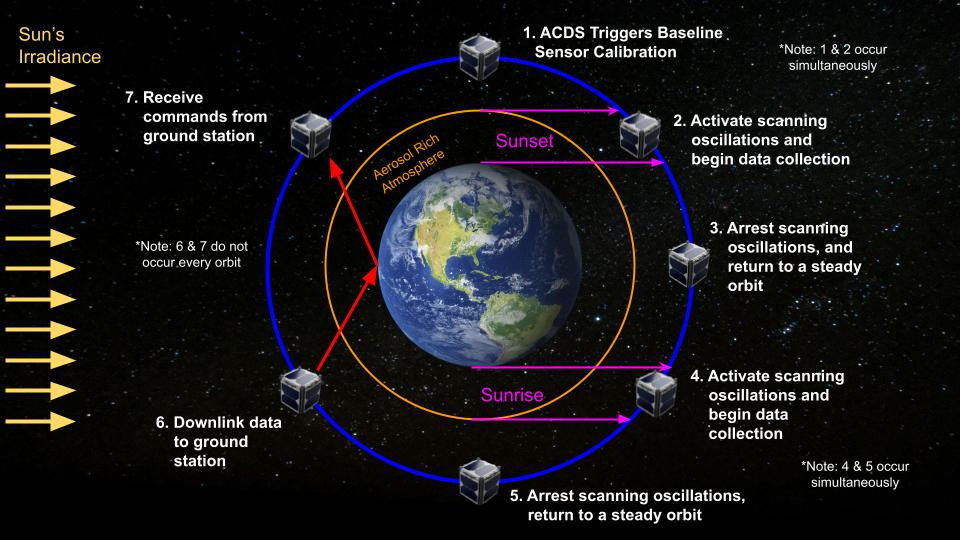 Sun's
Irradiance
1. ACDS Triggers Baseline
Sensor Calibration
*Note: 1 & 2 occur
simultaneously
7. Receive
commands from
ground station
2. Activate scanning
oscillations and
begin data collection
Sunset
Aerosol Rich
Atmosphere
*Note: 6 & 7 do not
occur every orbit
3. Arrest scanning
oscillations, and
return to a steady
orbit
4. Activate scanning
oscillations and
begin data
collection
Sunrise
6. Downlink data
to ground
station
*Note: 4 & 5 occur
simultaneously
5. Arrest scanning oscillations,
return to a steady orbit